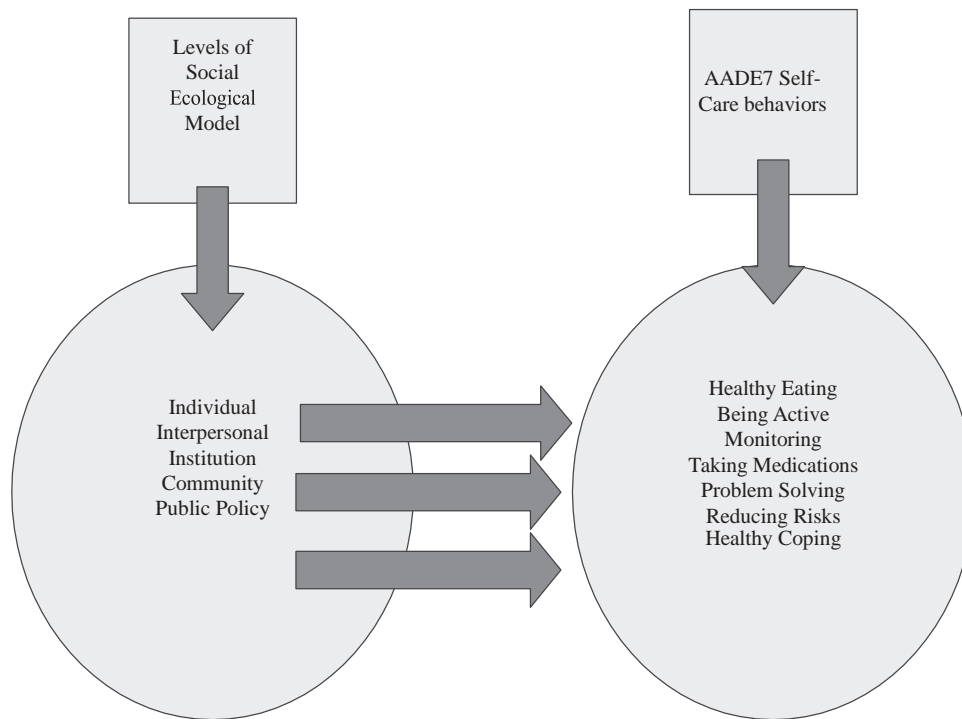 Levels of
Social
Ecological
Model
AADE7 Self-
Care behaviors
Individual
Interpersonal
Institution
Community
Public Policy
Healthy Eating
Being Active
Monitoring
Taking Medications
Problem Solving
Reducing Risks
Healthy Coping